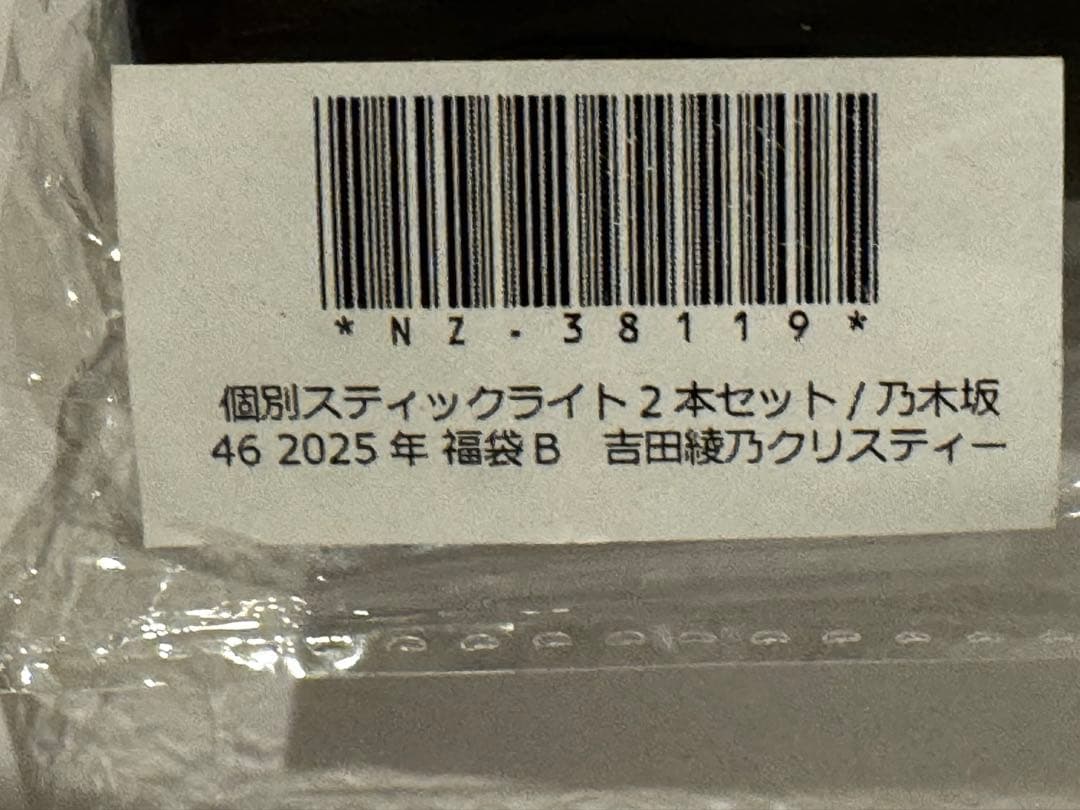 *NZ-38119*
個別スティックライト2本セット/乃木坂
46 2025年 福袋B　吉田綾乃クリスティー